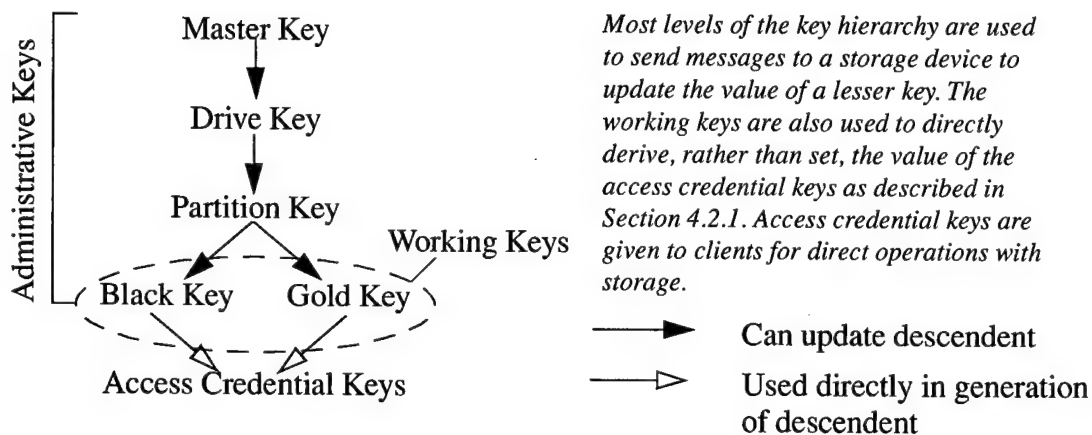 Administrative Keys
Master Key
Drive Key
Partition Key
Working Keys
Black Key
Gold Key
Access Credential Keys
Most levels of the key hierarchy are used
to send messages to a storage device to
update the value of a lesser key. The
working keys are also used to directly
derive, rather than set, the value of the
access credential keys as described in
Section 4.2.1. Access credential keys are
given to clients for direct operations with
storage.
Can update descendent
Used directly in generation
of descendent